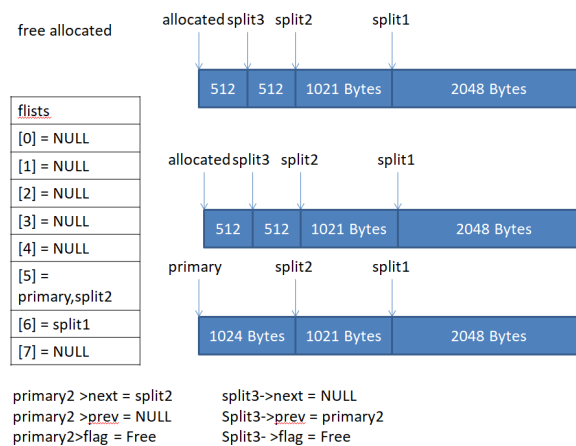 free allocated
allocated split3 split2 split1
512 512 1021 Bytes 2048 Bytes
flists
[0] = NULL
[1] = NULL
[2] = NULL
[3] = NULL
[4] = NULL
[5] =
primary,split2
[6] = split1
[7] = NULL
allocated split3 split2 split1
512 512 1021 Bytes 2048 Bytes
primary split2 split1
1024 Bytes 1021 Bytes 2048 Bytes
primary2 >next = split2
primary2 >prev = NULL
primary2>flag = Free
split3->next = NULL
Split3->prev = primary2
Split3- >flag = Free